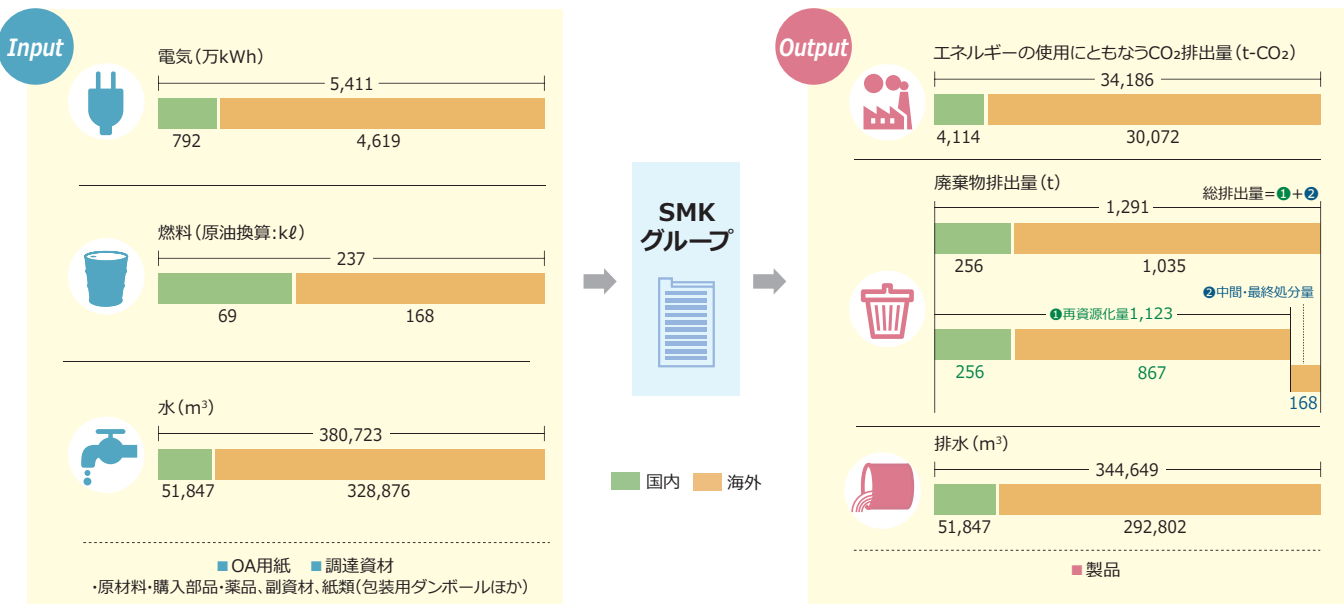 Input
電気(万kWh)
5,411
792
4,619
燃料(原油換算:kℓ)
237
69
168
水(m³)
380,723
51,847
328,876
■OA用紙 ■調達資材
・原材料・購入部品・薬品、副資材、紙類(包装用ダンボールほか)
SMK
グループ
国内
海外
Output
エネルギーの使用にともなうCO₂排出量(t-CO₂)
34,186
4,114
30,072
廃棄物排出量(t)
総排出量=❶+❷
1,291
256
1,035
❷中間・最終処分量
❶再資源化量1,123
256
867
168
排水(m³)
344,649
51,847
292,802
■製品